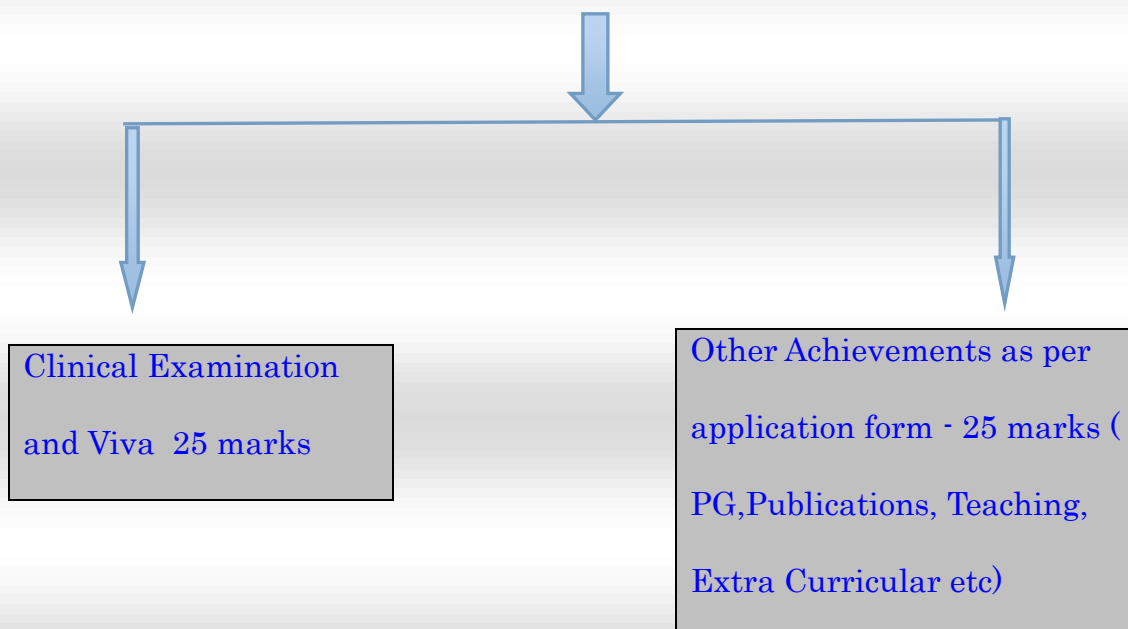 Clinical Examination
and Viva 25 marks
Other Achievements as per
application form - 25 marks (
PG,Publications, Teaching,
Extra Curricular etc)